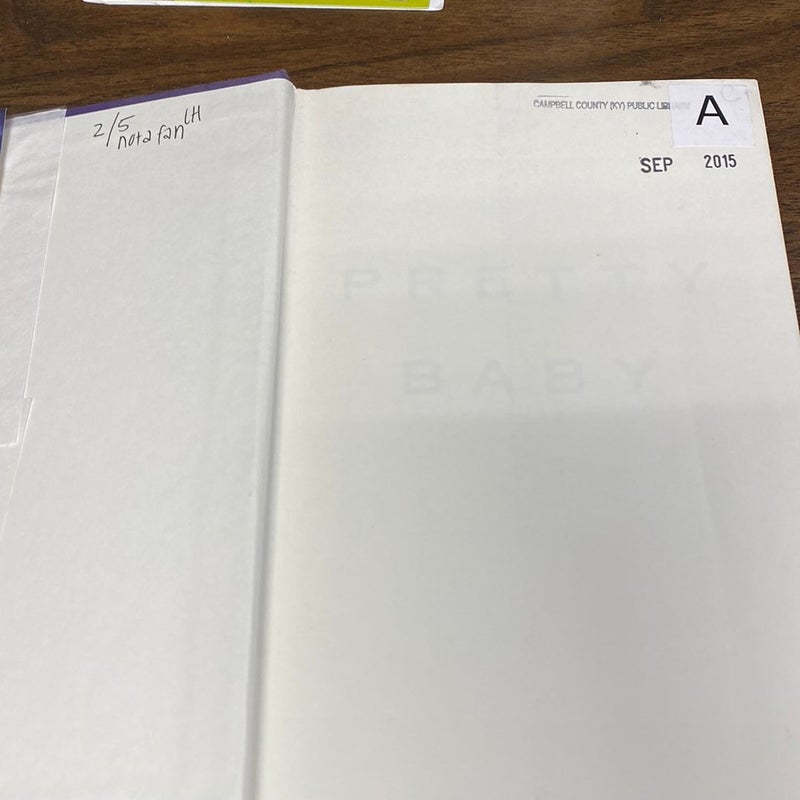 2/5
not a fan LH
CAMPBELL COUNTY (KY) PUBLIC LIBRARY
A
SEP 2015
PRETTY
BABY